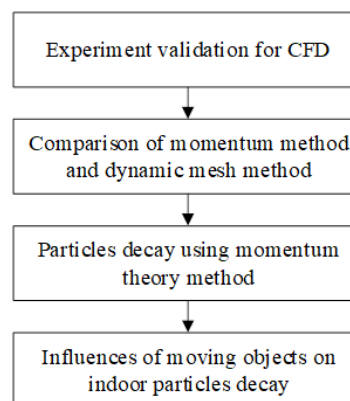 Experiment validation for CFD
Comparison of momentum method
and dynamic mesh method
Particles decay using momentum
theory method
Influences of moving objects on
indoor particles decay